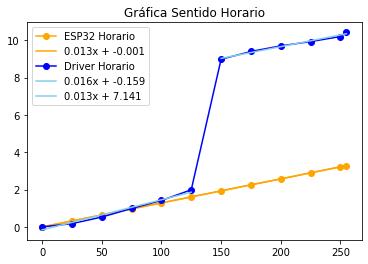 Gráfica Sentido Horario
ESP32 Horario
0.013x + -0.001
Driver Horario
0.016x + -0.159
0.013x + 7.141
10
8
6
4
2
0
0 50 100 150 200 250